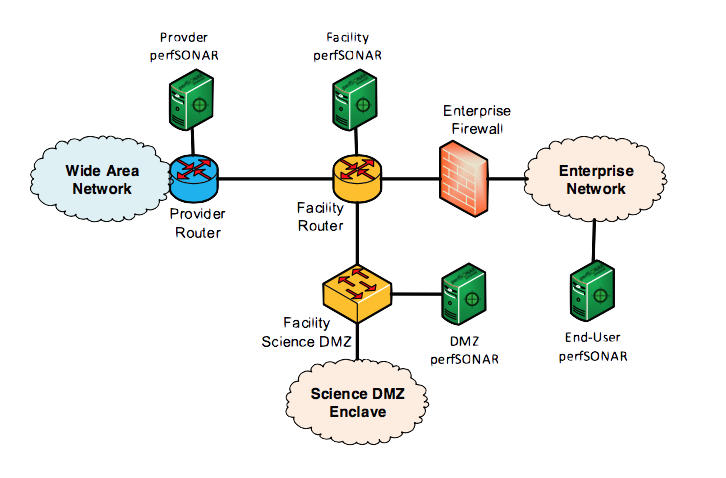 Provder
perfSONAR
Facility
perfSONAR
Enterprise
Firewall
Wide Area
Network
Enterprise
Network
Provider
Router
Facility
Router
Facility
Science DMZ
DMZ
perfSONAR
End-User
perfSONAR
Science DMZ
Enclave